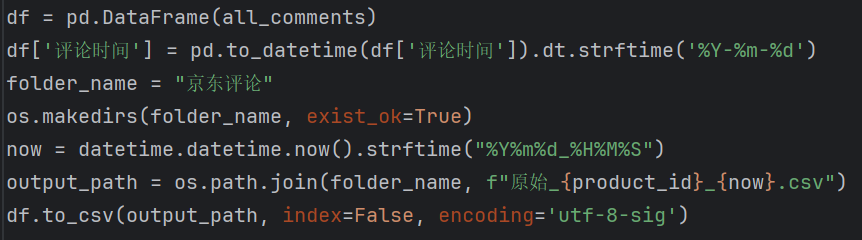 df = pd.DataFrame(all_comments)
df['评论时间'] = pd.to_datetime(df['评论时间']).dt.strftime('%Y-%m-%d')
folder_name = "京东评论"
os.makedirs(folder_name, exist_ok=True)
now = datetime.datetime.now().strftime("%Y%m%d_%H%M%S")
output_path = os.path.join(folder_name, f"原始_{product_id}_{now}.csv")
df.to_csv(output_path, index=False, encoding='utf-8-sig')